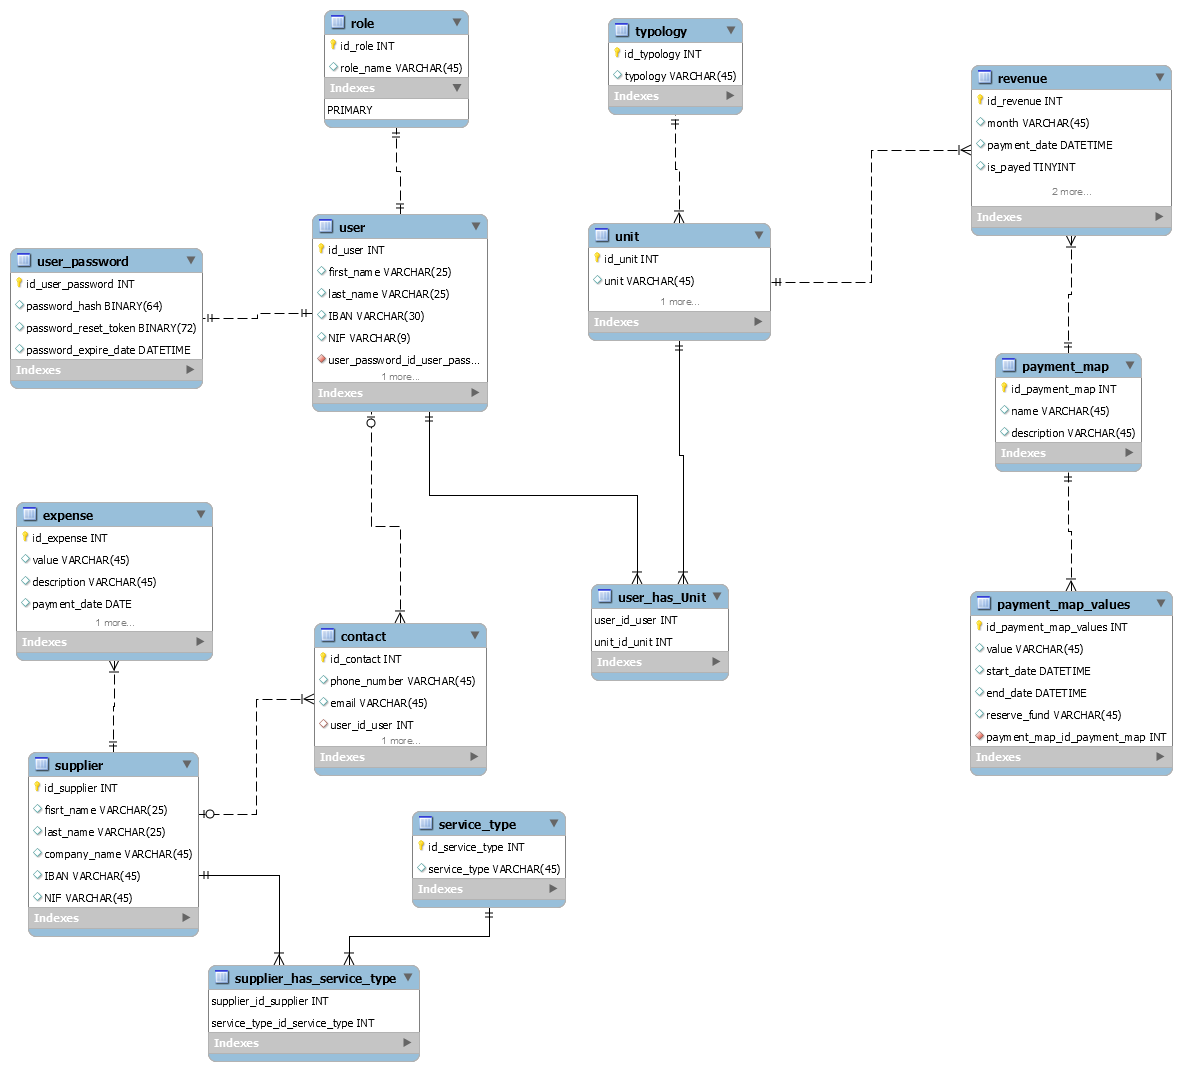 role
id_role INT
role_name VARCHAR(45)
Indexes
PRIMARY
typology
id_typology INT
typology VARCHAR(45)
Indexes
revenue
id_revenue INT
month VARCHAR(45)
payment_date DATETIME
is_payed TINYINT
2 more...
Indexes
user_password
id_user_password INT
password_hash BINARY(64)
password_reset_token BINARY(72)
password_expire_date DATETIME
Indexes
user
id_user INT
first_name VARCHAR(25)
last_name VARCHAR(25)
IBAN VARCHAR(30)
NIF VARCHAR(9)
user_password_id_user_pass...
1 more...
Indexes
unit
id_unit INT
unit VARCHAR(45)
1 more...
Indexes
payment_map
id_payment_map INT
name VARCHAR(45)
description VARCHAR(45)
Indexes
expense
id_expense INT
value VARCHAR(45)
description VARCHAR(45)
payment_date DATE
1 more...
Indexes
contact
id_contact INT
phone_number VARCHAR(45)
email VARCHAR(45)
user_id_user INT
1 more...
Indexes
user_has_Unit
user_id_user INT
unit_id_unit INT
Indexes
payment_map_values
id_payment_map_values INT
value VARCHAR(45)
start_date DATETIME
end_date DATETIME
reserve_fund VARCHAR(45)
payment_map_id_payment_map INT
Indexes
supplier
id_supplier INT
fisrt_name VARCHAR(25)
last_name VARCHAR(25)
company_name VARCHAR(45)
IBAN VARCHAR(45)
NIF VARCHAR(45)
Indexes
service_type
id_service_type INT
service_type VARCHAR(45)
Indexes
supplier_has_service_type
supplier_id_supplier INT
service_type_id_service_type INT
Indexes